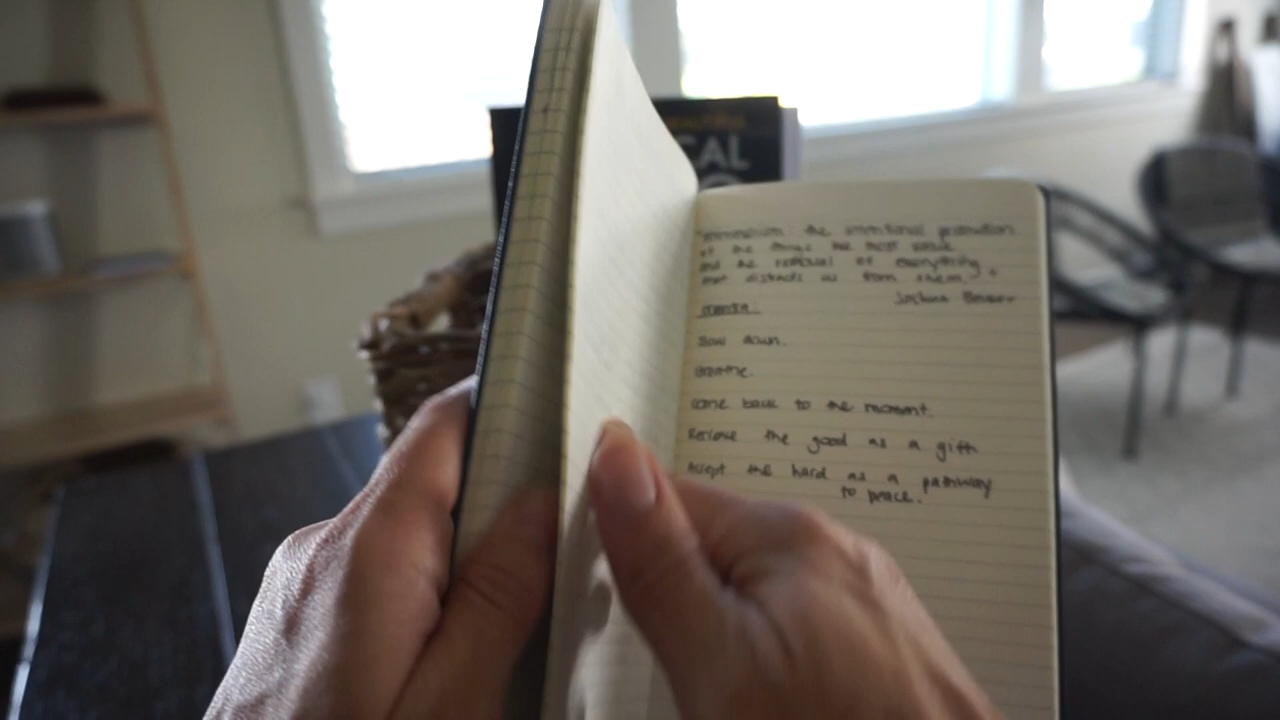 CAL
"minimalism: the intentional promotion
of the things we most value
and the removal of everything
that distracts us from them."
Joshua Becker
Slow down.
Breathe.
Come back to the moment.
Receive the good as a gift
Accept the hard as a pathway
to peace.